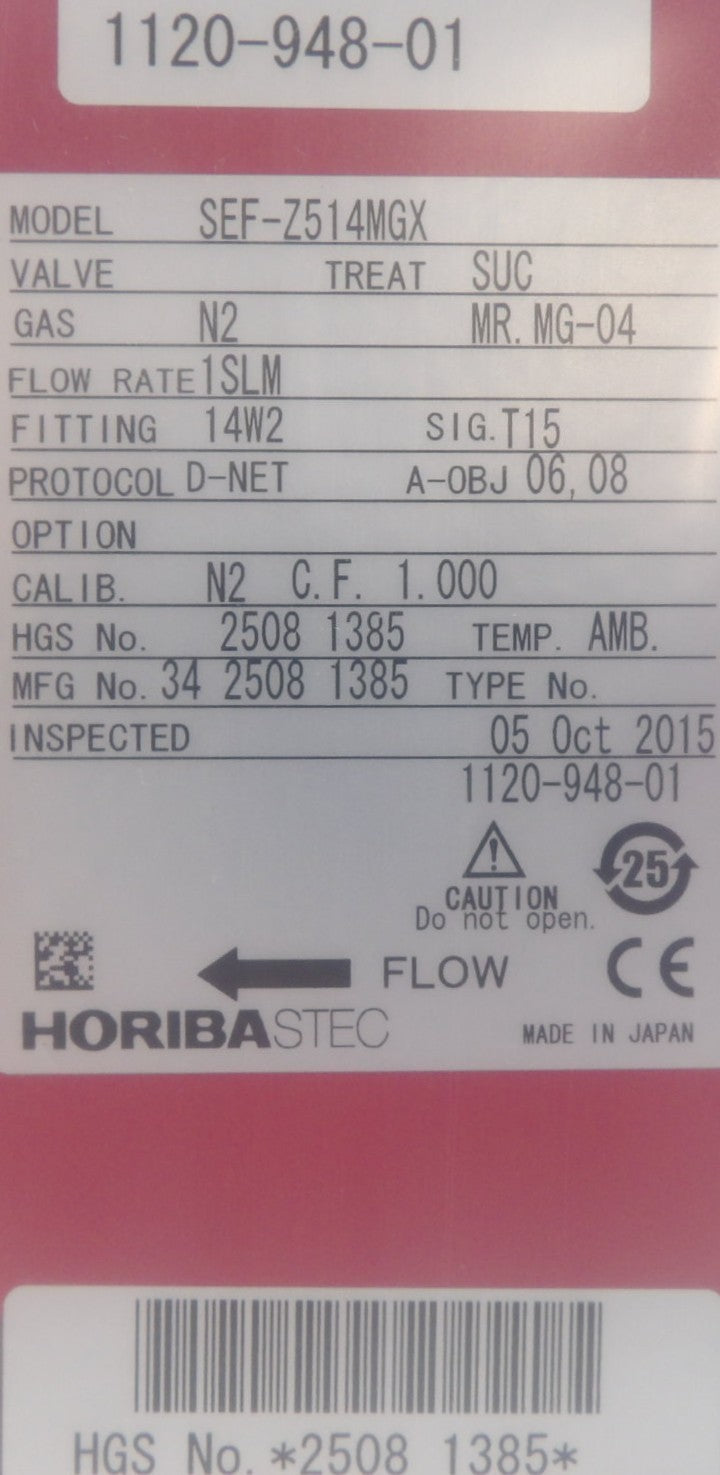 1120-948-01
MODEL SEF-Z514MGX
VALVE TREAT SUC
GAS N2 MR. MG-04
FLOW RATE 1SLM
FITTING 14W2 SIG. T15
PROTOCOL D-NET A-OBJ 06,08
OPTION
CALIB. N2 C.F. 1.000
HGS No. 2508 1385 TEMP. AMB.
MFG No. 34 2508 1385 TYPE No.
INSPECTED 05 Oct 2015
1120-948-01
25
CAUTION
Do not open.
FLOW CE
HORIBASTEC MADE IN JAPAN
HGS No. *2508 1385*